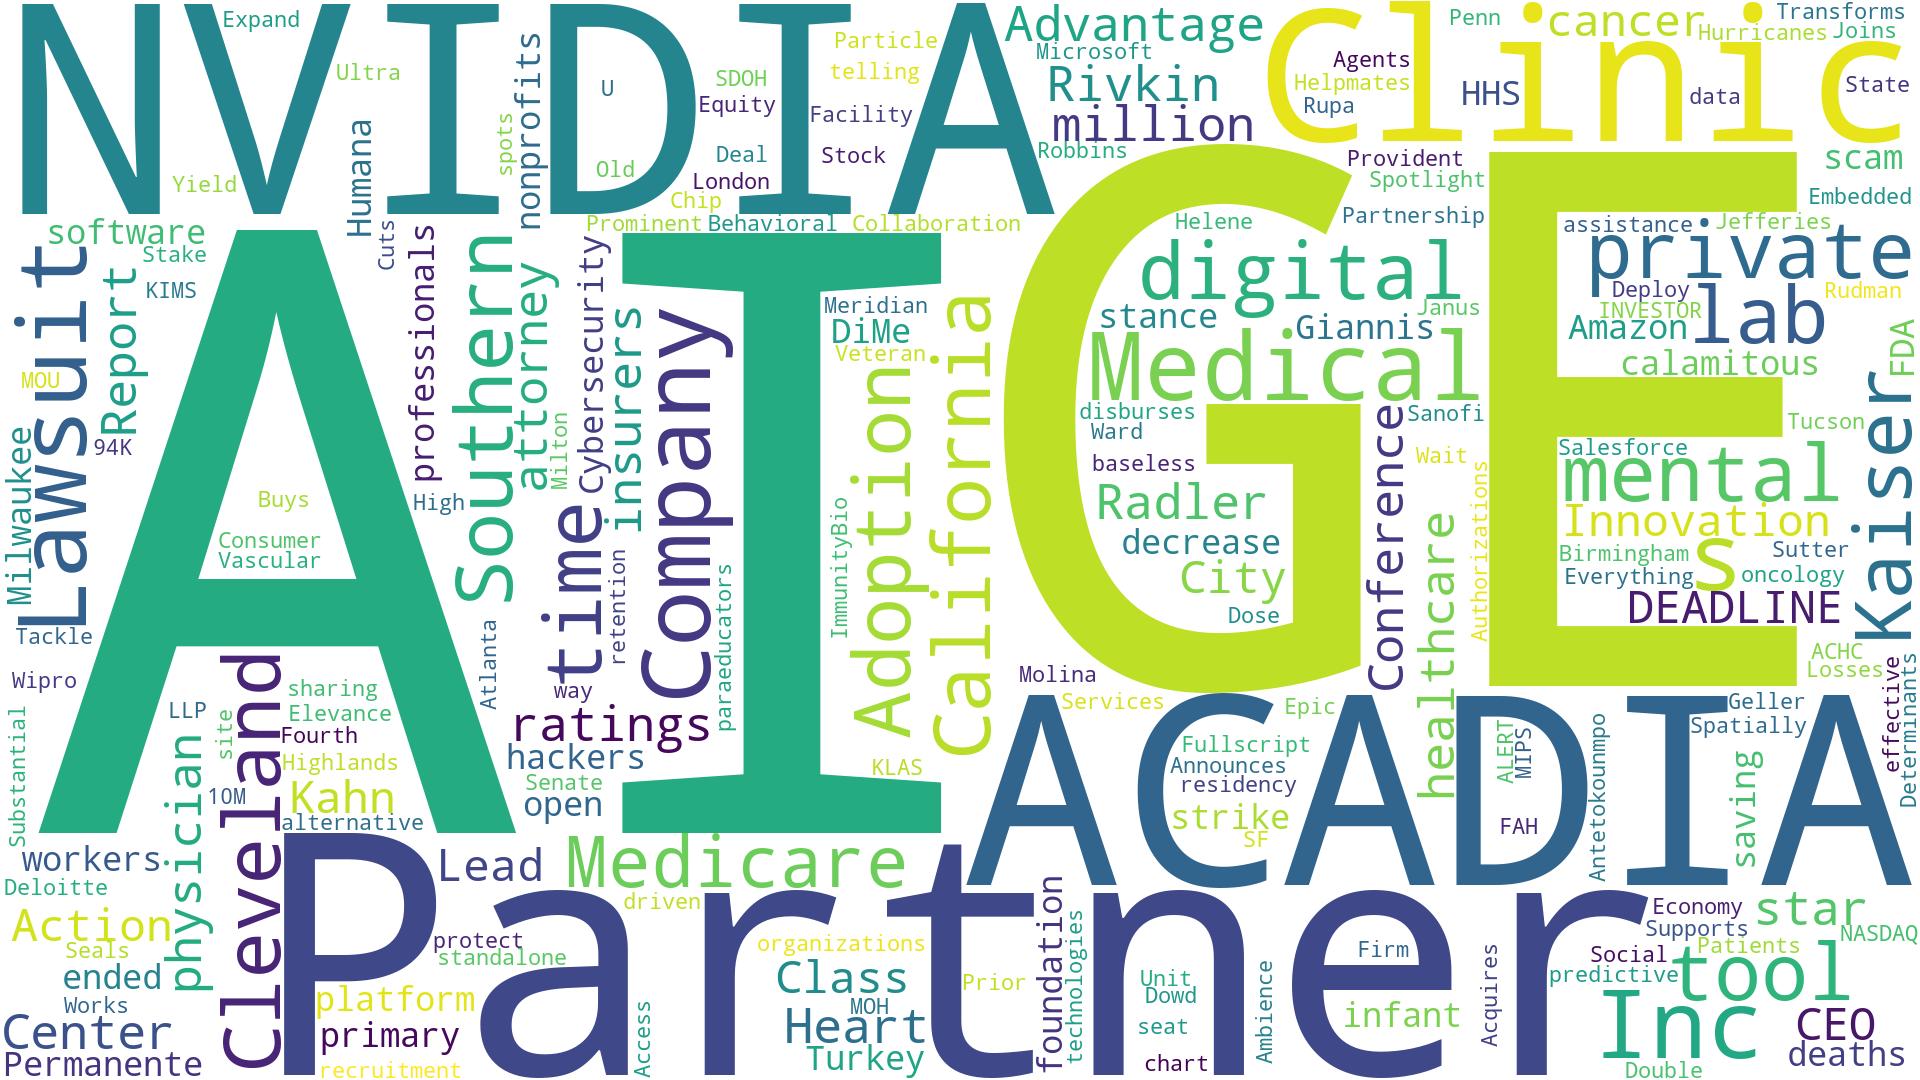 NVIDIA
Expand
Ultra
Yield
Humana
spots
nonprofits
U
Old
SDOH
Equity
Deal
London
Chip
Particle
telling
Facility
Stock
Prominent
Behavioral
Collaboration
Advantage
Microsoft
Rivkin
million
Robbins
Clinic
Penn
cancer
Hurricanes
Transforms
Joins
Agents
Helpmates
Rupa
HHS
data
State
Provident
Spotlight
Partnership
scam
Embedded
assistance
Jefferies
private
Deploy
INVESTOR
Rudman
Amazon
lab
calamitous
FDA
software
Stake
KIMS
Lawsuit
Report
MOU
94K
Milwaukee
Tackle
Wipro
AI
Buys
Consumer
Vascular
Cuts
professionals
High
Southern
attorney
Milton
Cybersecurity
insurers
time
retention
Company
paraeducators
Atlanta
way
ratings
hackers
Senate
open
Meridian
DiMe
Veteran
ImmunityBio
Adoption
California
KLAS
GE
Helene
digital
stance
Giannis
Janus
Medical
disburses
Ward
baseless
Sanofi
Wait
Radler
decrease
City
Dose
Conference
healthcare
Authorizations
Tucson
Salesforce
mental
Innovation
Birmingham
s
Sutter
Everything
oncology
DEADLINE
Kaiser
ACHC
Losses
Molina
Services
Epic
ACADIA
Fullscript
Announces
residency
strike
SF
ALERT
MIPS
FAH
Antetokounmpo
Geller
Spatially
saving
effective
Determinants
Substantial
LLP
site
physician
10M
cleveland
sharing
Elevance
Fourth
Highlands
Kahn
alternative
workers
Deloitte
Action
Seals
ended
Works
Center
Permanente
Partner
Lead
Medicare
driven
protect
standalone
platform
primary
recruitment
Access
organizations
Class
MOH
Heart
Turkey
Prior
foundation
technologies
Unit
Dowd
seat
chart
Ambience
Firm
infant
Acquires
Economy
Supports
Social
Patients
predictive
star
NASDAQ
tool
Inc
CEO
deaths
Double